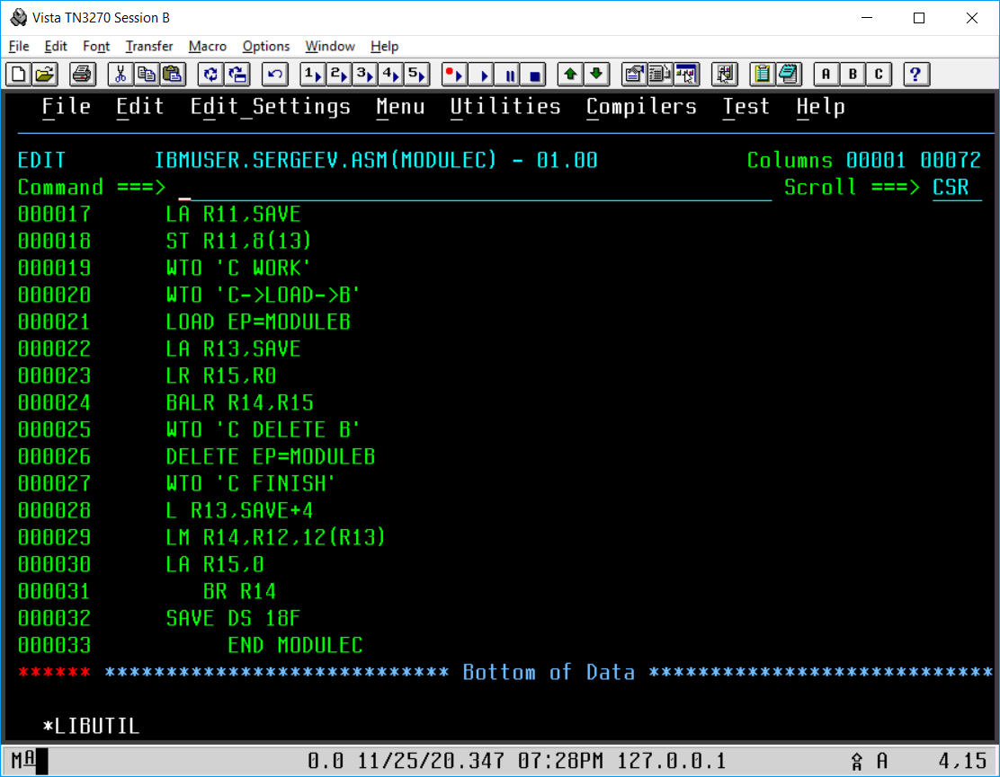 Vista TN3270 Session B
File Edit Font Transfer Macro Options Window Help
1 2 3 4 5 A B C ?
File Edit Edit_Settings Menu Utilities Compilers Test Help
EDIT IBMUSER.SERGEEV.ASM(MODULEC) - 01.00 Columns 00001 00072
Command ===> _ Scroll ===> CSR
000017 LA R11,SAVE
000018 ST R11,8(13)
000019 WTO 'C WORK'
000020 WTO 'C->LOAD->B'
000021 LOAD EP=MODULEB
000022 LA R13,SAVE
000023 LR R15,R0
000024 BALR R14,R15
000025 WTO 'C DELETE B'
000026 DELETE EP=MODULEB
000027 WTO 'C FINISH'
000028 L R13,SAVE+4
000029 LM R14,R12,12(R13)
000030 LA R15,0
000031 BR R14
000032 SAVE DS 18F
000033 END MODULEC
****** **************************** Bottom of Data ****************************
*LIBUTIL
MA 0.0 11/25/20.347 07:28PM 127.0.0.1 A 4,15